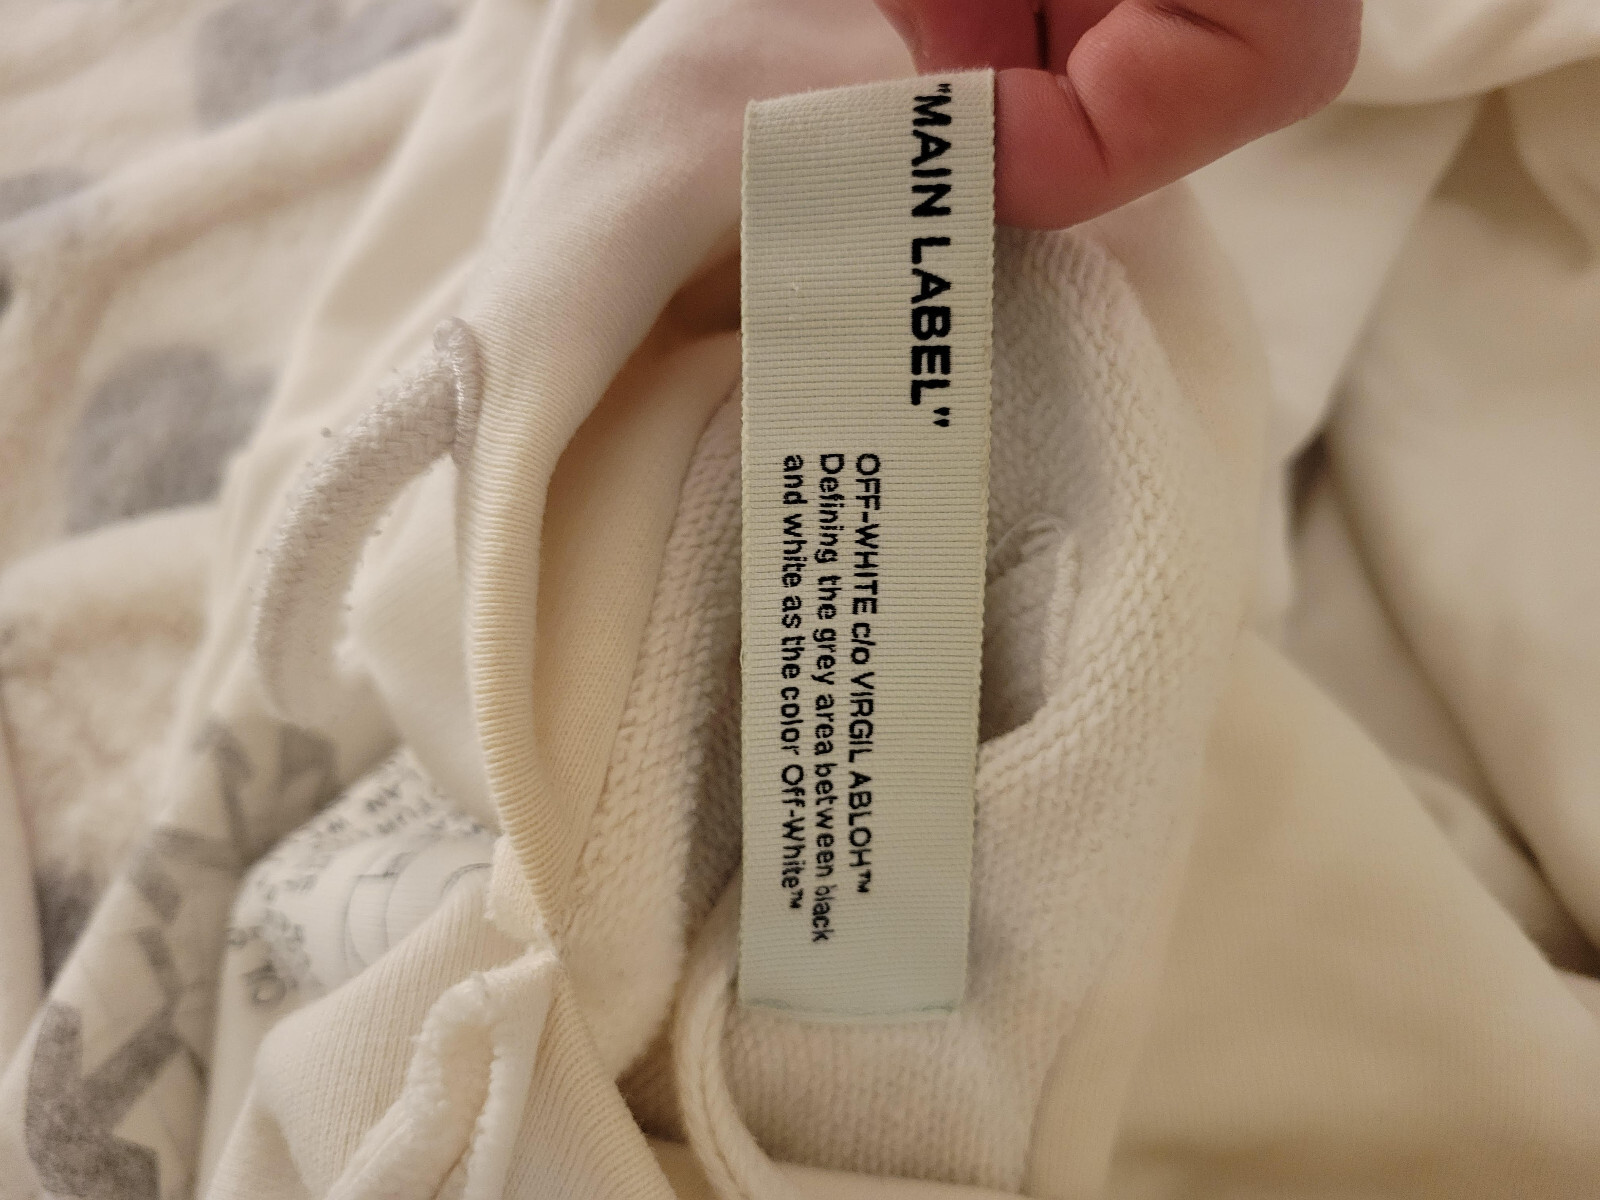 "MAIN LABEL"
OFF-WHITE c/o VIRGIL ABLOH™
Defining the grey area between black
and white as the color Off-White™